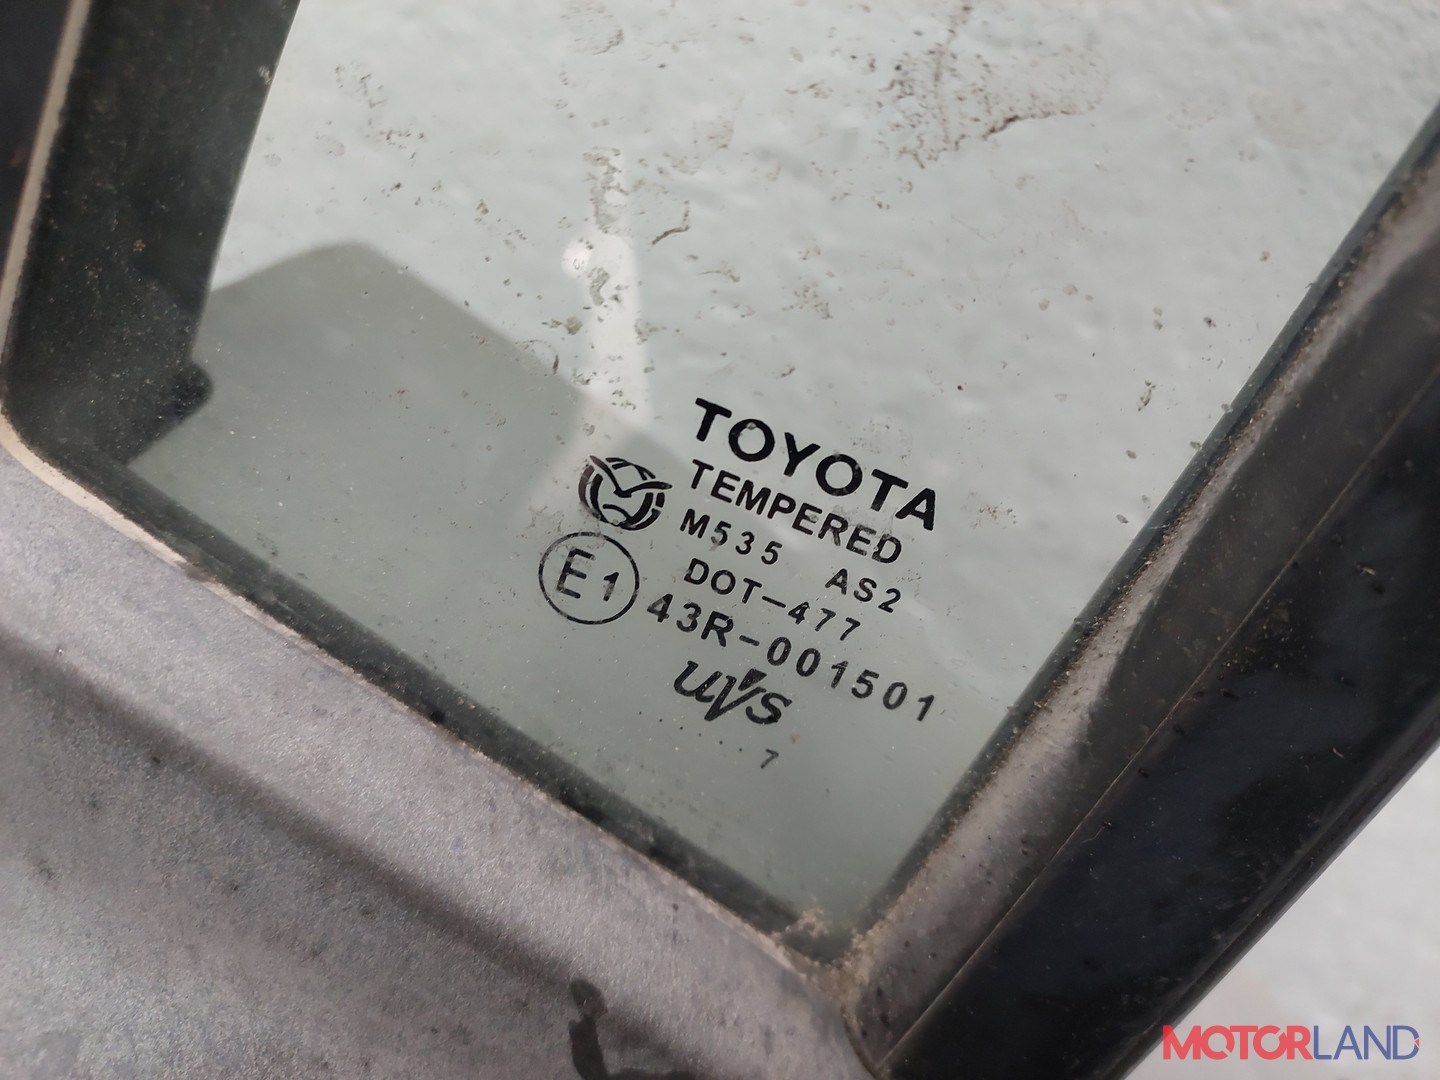 TOYOTA
TEMPERED
M535 AS2
DOT-477
E1 43R-001501
uvs
..... 7
MOTORLAND